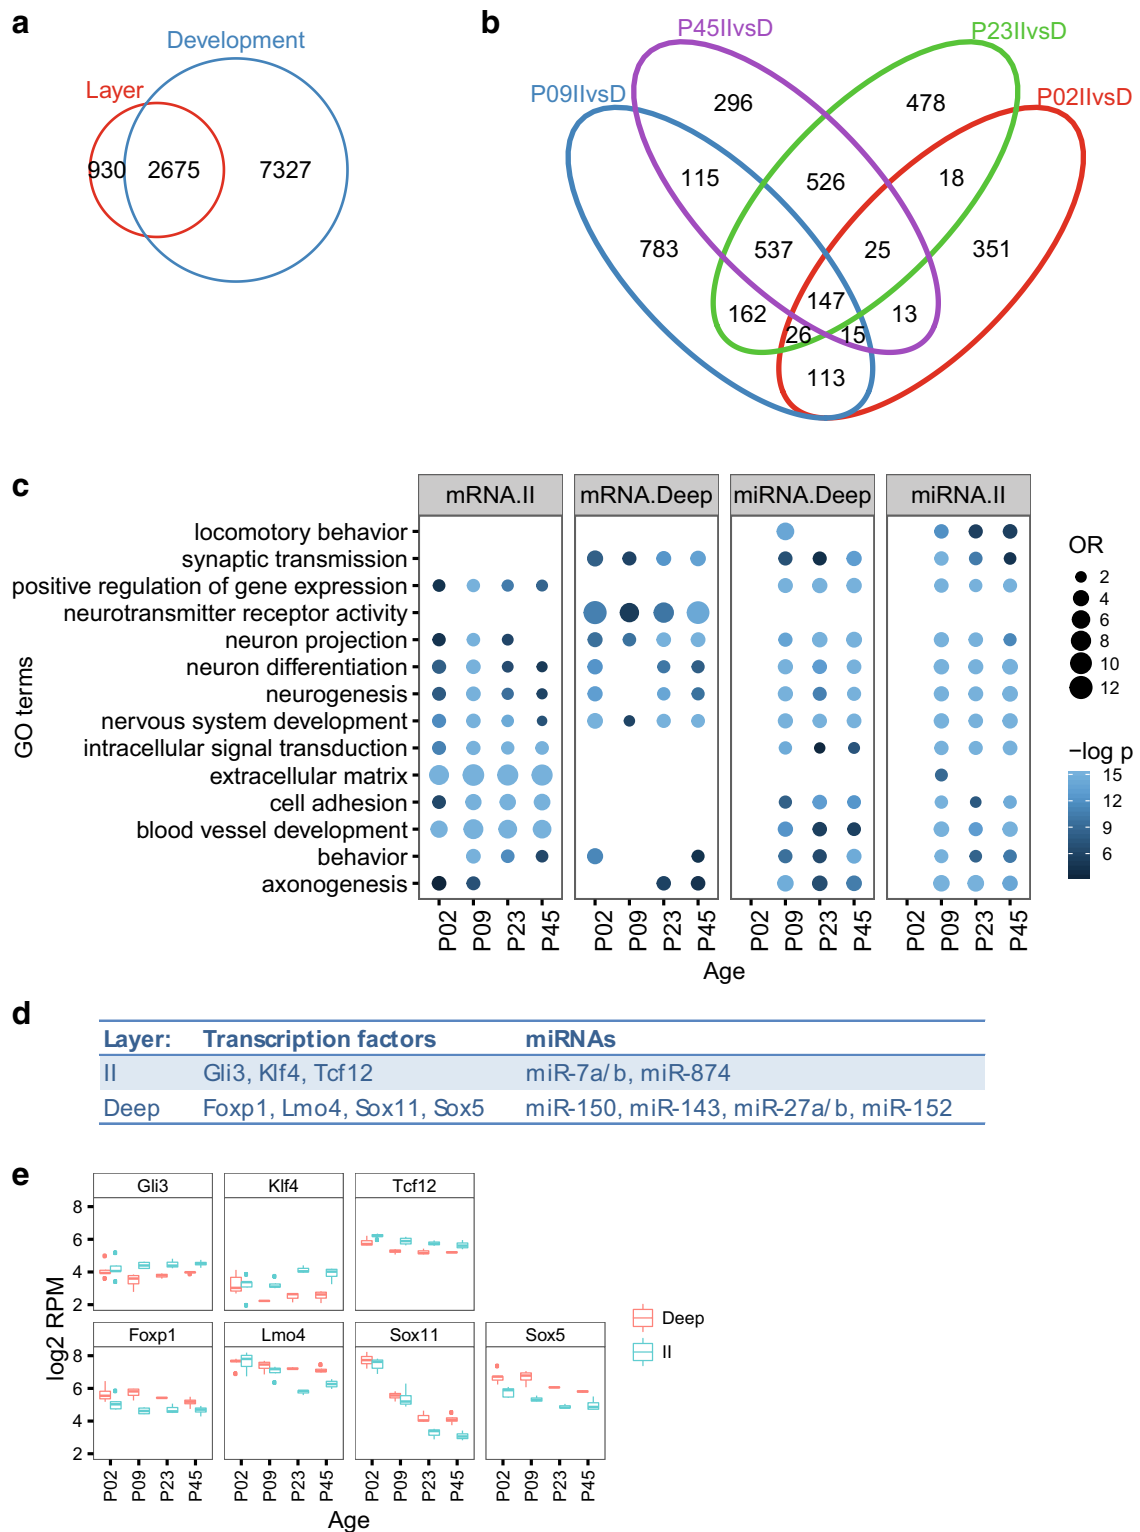 a
Development
Layer
930 2675 7327
b
P45IIvsD
P23IIvsD
P09IIvsD
P02IIvsD
296 478
115 526 18
783 537 25 351
162 147 13
26 15
113
c
mRNA.II mRNA.Deep miRNA.Deep miRNA.II
GO terms
locomotory behavior
synaptic transmission
positive regulation of gene expression
neurotransmitter receptor activity
neuron projection
neuron differentiation
neurogenesis
nervous system development
intracellular signal transduction
extracellular matrix
cell adhesion
blood vessel development
behavior
axonogenesis
P02 P09 P23 P45 P02 P09 P23 P45 P02 P09 P23 P45 P02 P09 P23 P45
Age
OR
2
4
6
8
10
12
−log p
15
12
9
6
d
Layer: Transcription factors miRNAs
II Gli3, Klf4, Tcf12 miR-7a/b, miR-874
Deep Foxp1, Lmo4, Sox11, Sox5 miR-150, miR-143, miR-27a/b, miR-152
e
log2 RPM
Gli3 Klf4 Tcf12
8
6
4
2
Foxp1 Lmo4 Sox11 Sox5
8
6
4
2
P02 P09 P23 P45 P02 P09 P23 P45 P02 P09 P23 P45 P02 P09 P23 P45
Age
Deep
II